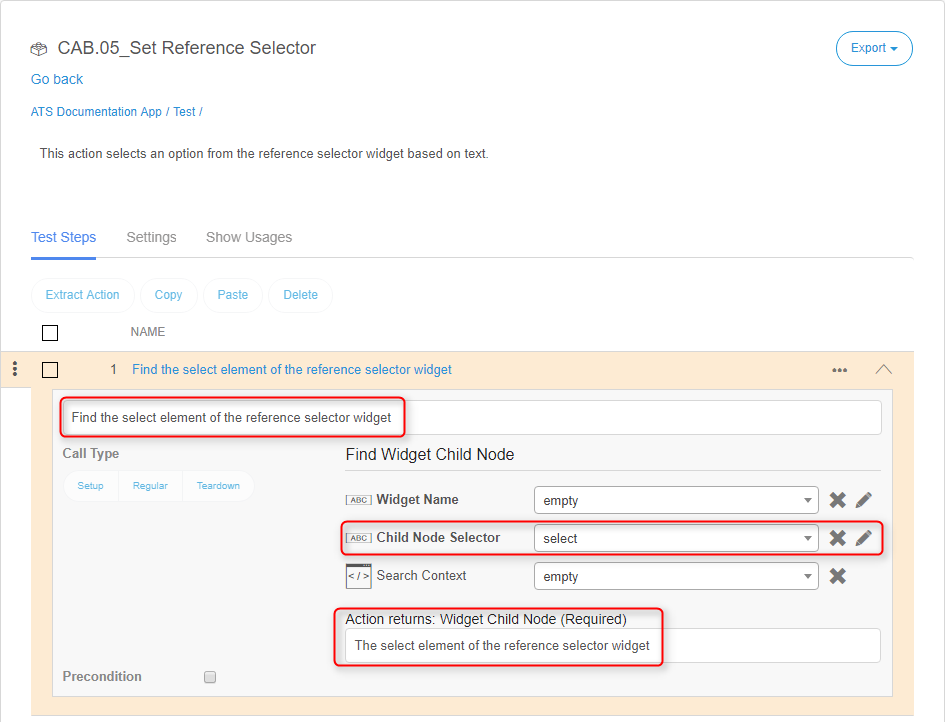 CAB.05_Set Reference Selector
Export
Go back
ATS Documentation App / Test /
This action selects an option from the reference selector widget based on text.
Test Steps Settings Show Usages
Extract Action Copy Paste Delete
NAME
1 Find the select element of the reference selector widget
Find the select element of the reference selector widget
Call Type
Setup Regular Teardown
Find Widget Child Node
ABC Widget Name empty
ABC Child Node Selector select
</> Search Context empty
Action returns: Widget Child Node (Required)
The select element of the reference selector widget
Precondition